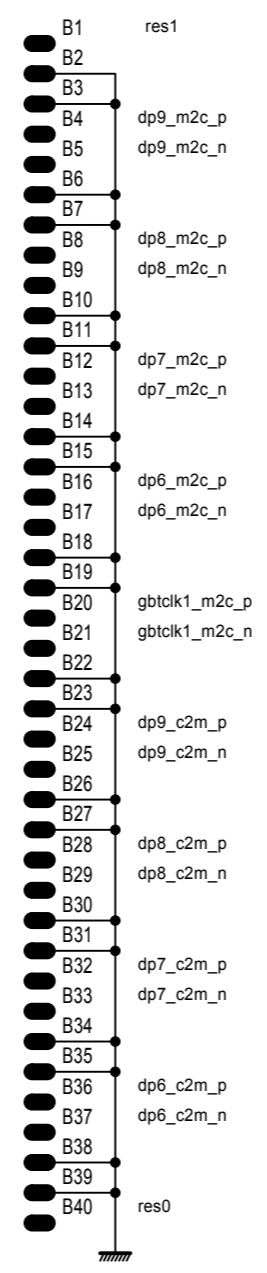 B1 res1
B2
B3
B4 dp9_m2c_p
B5 dp9_m2c_n
B6
B7
B8 dp8_m2c_p
B9 dp8_m2c_n
B10
B11
B12 dp7_m2c_p
B13 dp7_m2c_n
B14
B15
B16 dp6_m2c_p
B17 dp6_m2c_n
B18
B19
B20 gbtclk1_m2c_p
B21 gbtclk1_m2c_n
B22
B23
B24 dp9_c2m_p
B25 dp9_c2m_n
B26
B27
B28 dp8_c2m_p
B29 dp8_c2m_n
B30
B31
B32 dp7_c2m_p
B33 dp7_c2m_n
B34
B35
B36 dp6_c2m_p
B37 dp6_c2m_n
B38
B39
B40 res0